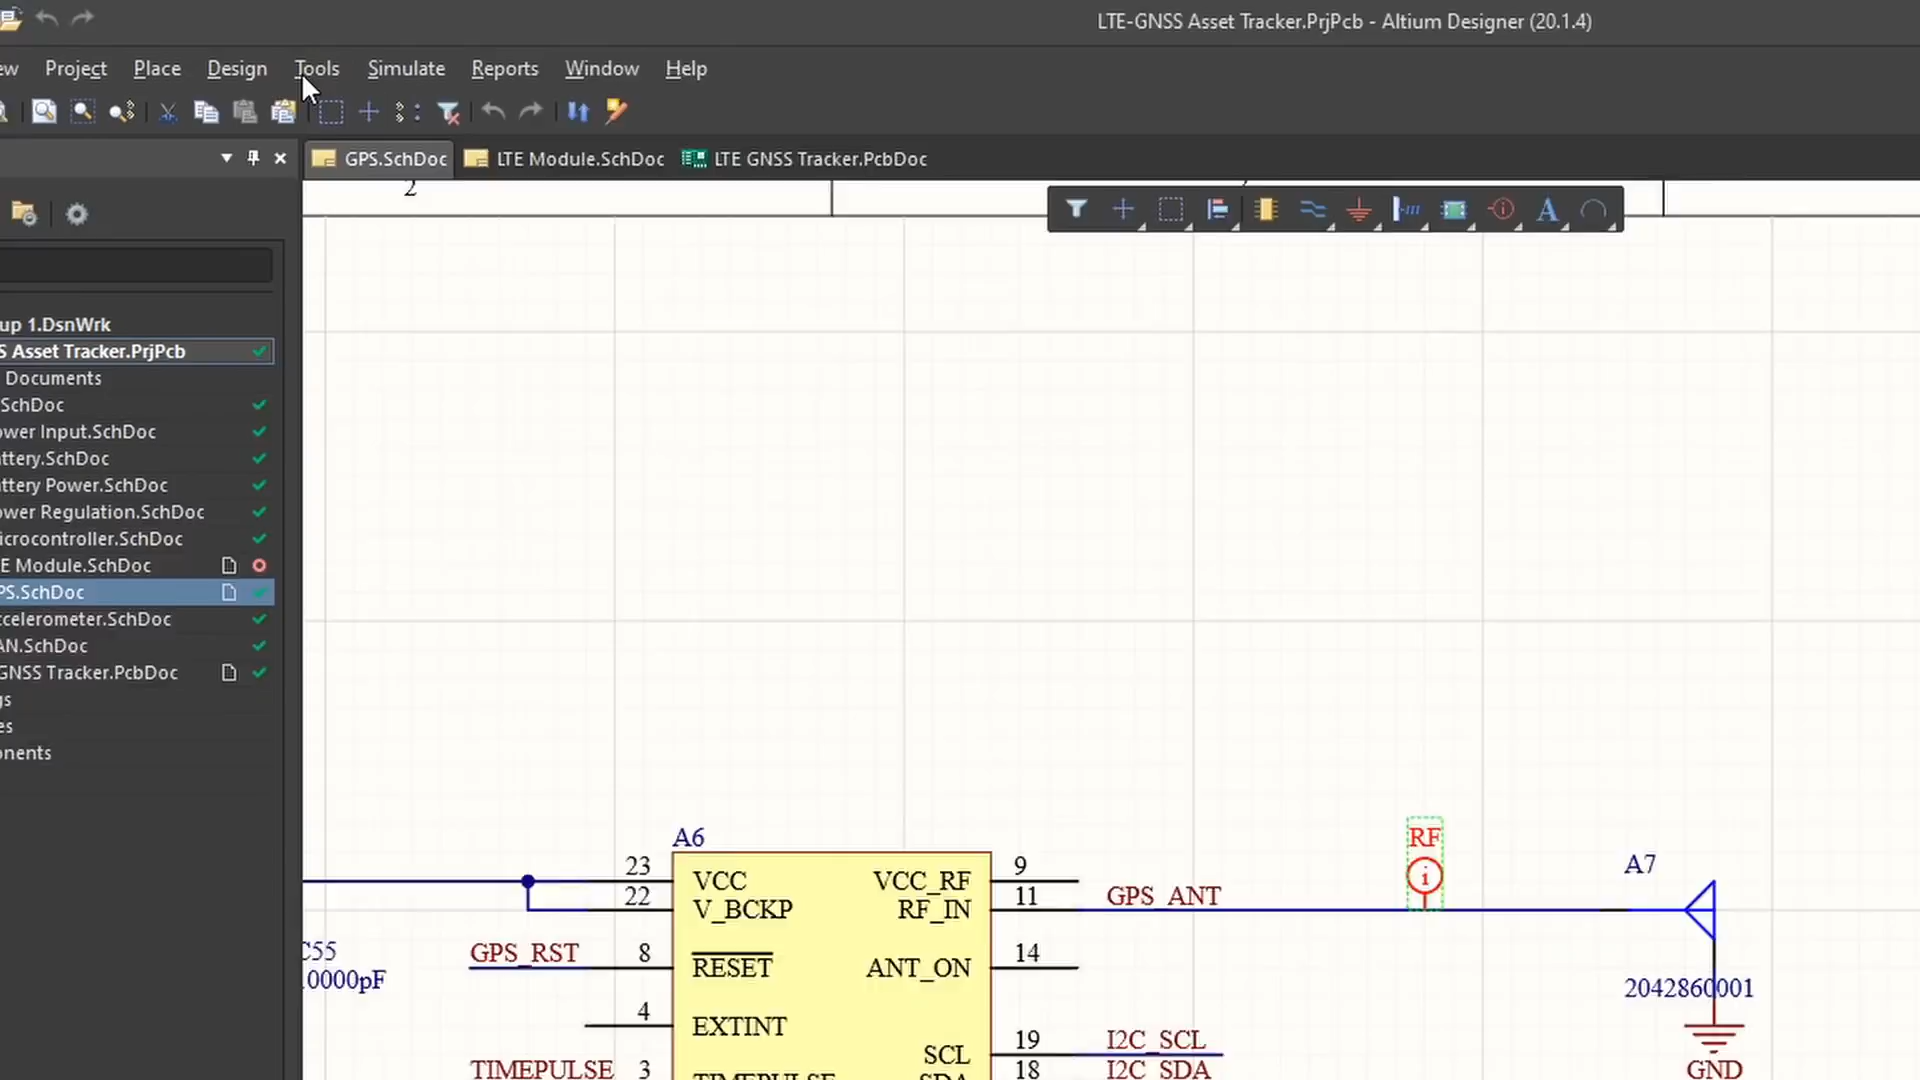 LTE-GNSS Asset Tracker.PrjPcb - Altium Designer (20.1.4)
ew Project Place Design Tools Simulate Reports Window Help
GPS.SchDoc LTE Module.SchDoc LTE GNSS Tracker.PcbDoc
2
up 1.DsnWrk
S Asset Tracker.PrjPcb
Documents
.SchDoc
ower Input.SchDoc
ttery.SchDoc
ttery Power.SchDoc
ower Regulation.SchDoc
icrocontroller.SchDoc
E Module.SchDoc
PS.SchDoc
ccelerometer.SchDoc
AN.SchDoc
GNSS Tracker.PcbDoc
gs
es
onents
A6
23 VCC VCC_RF 9
22 V_BCKP RF_IN 11 GPS_ANT
RF
i
A7
C55
0000pF
GPS_RST 8 RESET ANT_ON 14
2042860001
4 EXTINT
SCL 19 I2C_SCL
TIMEPULSE 3 TIMEPULSE SDA 18 I2C_SDA
GND